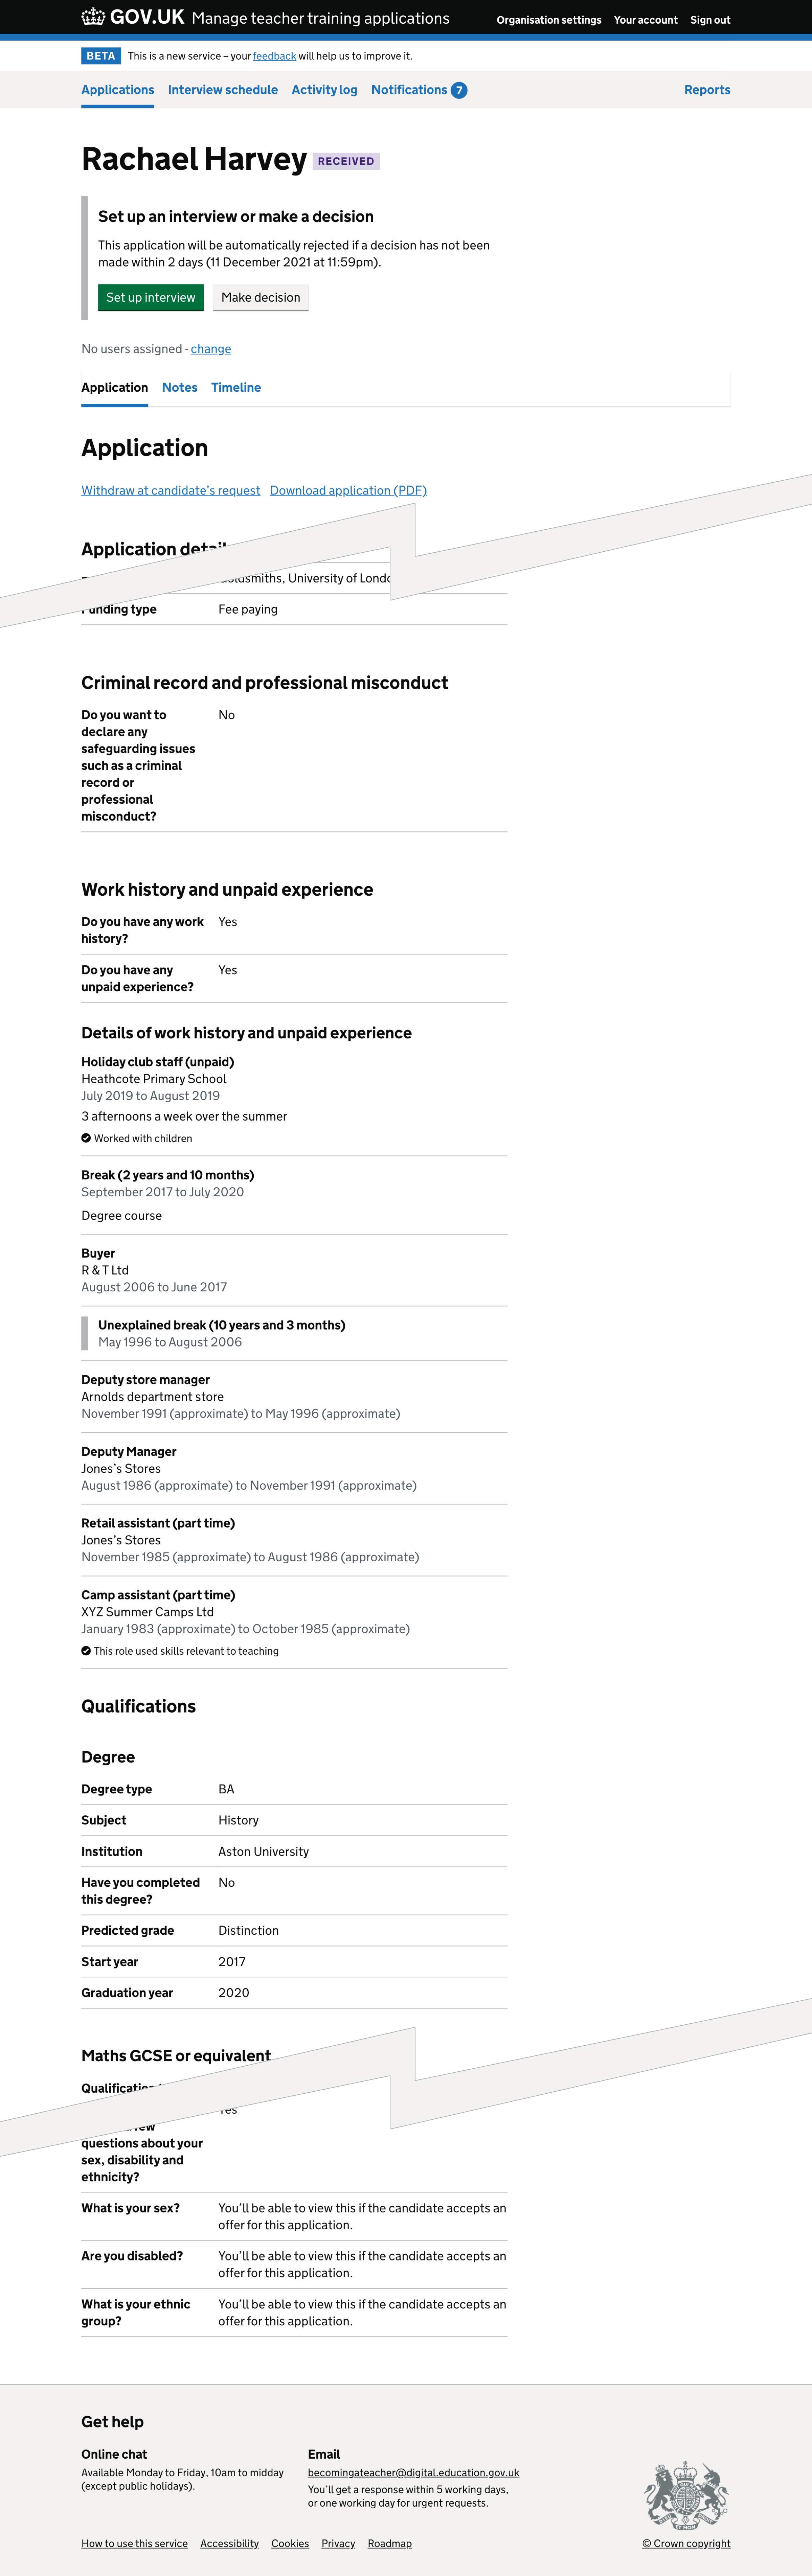 GOV.UK Manage teacher training applications
Organisation settings Your account Sign out
BETA This is a new service – your feedback will help us to improve it.
Applications Interview schedule Activity log Notifications 7 Reports
Rachael Harvey RECEIVED
Set up an interview or make a decision
This application will be automatically rejected if a decision has not been
made within 2 days (11 December 2021 at 11:59pm).
Set up interview Make decision
No users assigned - change
Application Notes Timeline
Application
Withdraw at candidate’s request Download application (PDF)
Application
University of
Funding type Fee paying
Criminal record and professional misconduct
Do you want to No
declare any
safeguarding issues
such as a criminal
record or
professional
misconduct?
Work history and unpaid experience
Do you have any work Yes
history?
Do you have any Yes
unpaid experience?
Details of work history and unpaid experience
Holiday club staff (unpaid)
Heathcote Primary School
July 2019 to August 2019
3 afternoons a week over the summer
Worked with children
Break (2 years and 10 months)
September 2017 to July 2020
Degree course
Buyer
R & T Ltd
August 2006 to June 2017
Unexplained break (10 years and 3 months)
May 1996 to August 2006
Deputy store manager
Arnolds department store
November 1991 (approximate) to May 1996 (approximate)
Deputy Manager
Jones’s Stores
August 1986 (approximate) to November 1991 (approximate)
Retail assistant (part time)
Jones’s Stores
November 1985 (approximate) to August 1986 (approximate)
Camp assistant (part time)
XYZ Summer Camps Ltd
January 1983 (approximate) to October 1985 (approximate)
This role used skills relevant to teaching
Qualifications
Degree
Degree type BA
Subject History
Institution Aston University
Have you completed No
this degree?
Predicted grade Distinction
Start year 2017
Graduation year 2020
Maths GCSE or equivalent
Qualification
Yes
few
questions about your
sex, disability and
ethnicity?
What is your sex? You’ll be able to view this if the candidate accepts an
offer for this application.
Are you disabled? You’ll be able to view this if the candidate accepts an
offer for this application.
What is your ethnic You’ll be able to view this if the candidate accepts an
group? offer for this application.
Get help
Online chat
Available Monday to Friday, 10am to midday
(except public holidays).
Email
becomingateacher@digital.education.gov.uk
You’ll get a response within 5 working days,
or one working day for urgent requests.
How to use this service Accessibility Cookies Privacy Roadmap
© Crown copyright